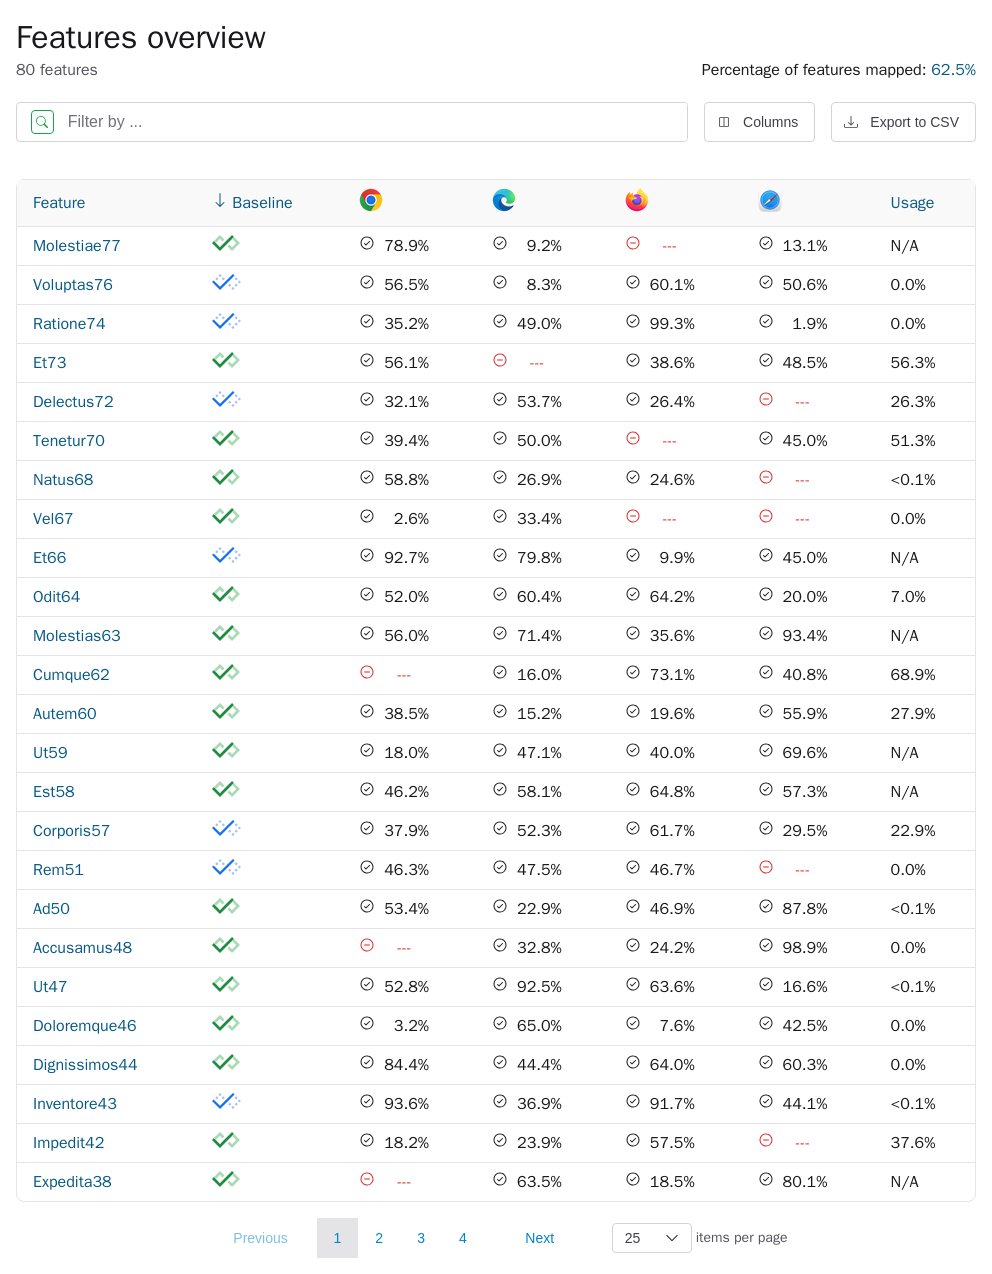 Features overview
80 features
Percentage of features mapped: 62.5%
Filter by ...
Columns
Export to CSV
Feature Baseline Usage
Molestiae77 78.9% 9.2% --- 13.1% N/A
Voluptas76 56.5% 8.3% 60.1% 50.6% 0.0%
Ratione74 35.2% 49.0% 99.3% 1.9% 0.0%
Et73 56.1% --- 38.6% 48.5% 56.3%
Delectus72 32.1% 53.7% 26.4% --- 26.3%
Tenetur70 39.4% 50.0% --- 45.0% 51.3%
Natus68 58.8% 26.9% 24.6% --- <0.1%
Vel67 2.6% 33.4% --- --- 0.0%
Et66 92.7% 79.8% 9.9% 45.0% N/A
Odit64 52.0% 60.4% 64.2% 20.0% 7.0%
Molestias63 56.0% 71.4% 35.6% 93.4% N/A
Cumque62 --- 16.0% 73.1% 40.8% 68.9%
Autem60 38.5% 15.2% 19.6% 55.9% 27.9%
Ut59 18.0% 47.1% 40.0% 69.6% N/A
Est58 46.2% 58.1% 64.8% 57.3% N/A
Corporis57 37.9% 52.3% 61.7% 29.5% 22.9%
Rem51 46.3% 47.5% 46.7% --- 0.0%
Ad50 53.4% 22.9% 46.9% 87.8% <0.1%
Accusamus48 --- 32.8% 24.2% 98.9% 0.0%
Ut47 52.8% 92.5% 63.6% 16.6% <0.1%
Doloremque46 3.2% 65.0% 7.6% 42.5% 0.0%
Dignissimos44 84.4% 44.4% 64.0% 60.3% 0.0%
Inventore43 93.6% 36.9% 91.7% 44.1% <0.1%
Impedit42 18.2% 23.9% 57.5% --- 37.6%
Expedita38 --- 63.5% 18.5% 80.1% N/A
Previous 1 2 3 4 Next 25 items per page